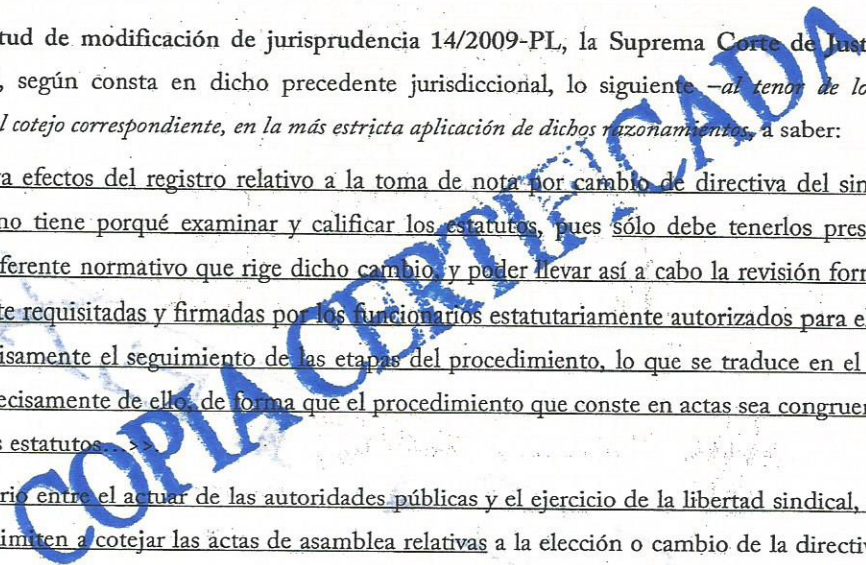 tud de modificación de jurisprudencia 14/2009-PL, la Suprema Corte de Just
, según consta en dicho precedente jurisdiccional, lo siguiente –al tenor de lo
l cotejo correspondiente, en la más estricta aplicación de dichos razonamientos, a saber:
ra efectos del registro relativo a la toma de nota por cambio de directiva del sin
no tiene porqué examinar y calificar los estatutos, pues sólo debe tenerlos pres
ferente normativo que rige dicho cambio, y poder llevar así a cabo la revisión form
te requisitadas y firmadas por los funcionarios estatutariamente autorizados para e
isamente el seguimiento de las etapas del procedimiento, lo que se traduce en el
ecisamente de ello, de forma que el procedimiento que conste en actas sea congruen
s estatutos...>>.
rio entre el actuar de las autoridades públicas y el ejercicio de la libertad sindical,
imiten a cotejar las actas de asamblea relativas a la elección o cambio de la directiv
COPIA CERTIFICADA